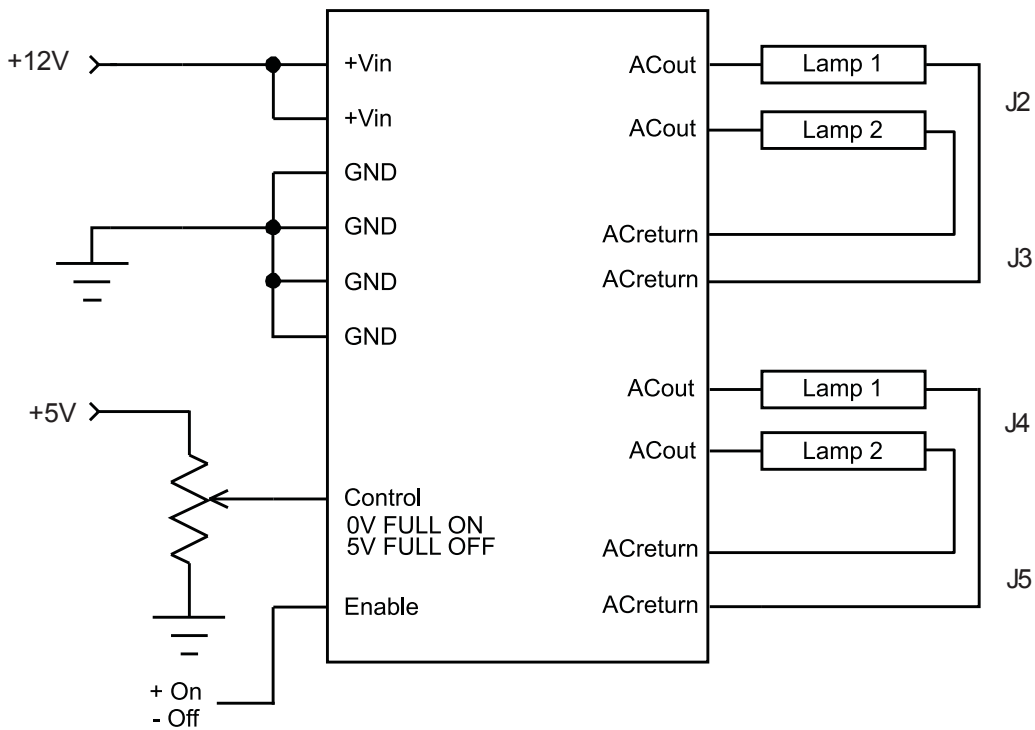 +12V
+Vin
+Vin
GND
GND
GND
GND
+5V
Control
0V FULL ON
5V FULL OFF
Enable
+ On
- Off
ACout
Lamp 1
J2
ACout
Lamp 2
ACreturn
J3
ACreturn
ACout
Lamp 1
J4
ACout
Lamp 2
ACreturn
J5
ACreturn